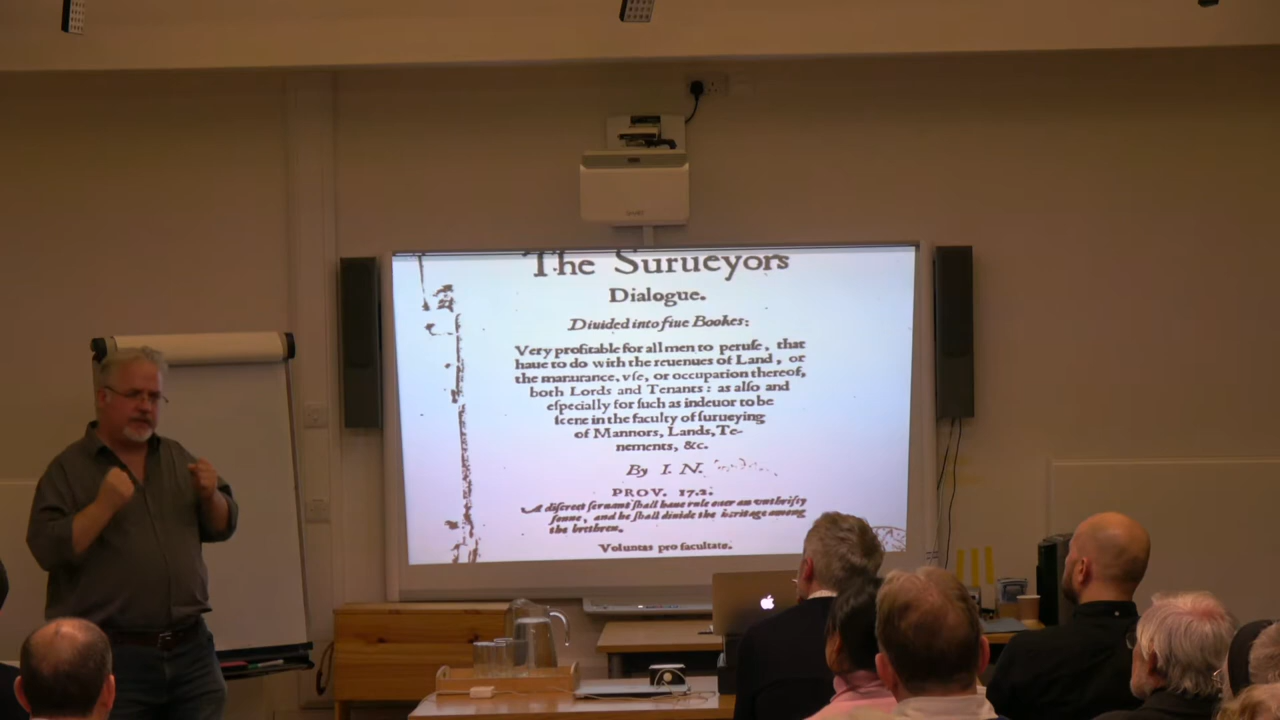 The Surueyors
Dialogue.
Diuided into fiue Bookes:
Very profitable for all men to peruſe, that
haue to do with the reuenues of Land, or
the manurance, vſe, or occupation thereof,
both Lords and Tenants: as alſo and
eſpecially for ſuch as indeuor to be
ſeene in the faculty of ſurueying
of Mannors, Lands, Te-
nements, &c.
By I. N.
PROV. 17.2.
A diſcreet ſeruant ſhall haue rule ouer an vnthrifty
ſonne, and he ſhall diuide the heritage among
the brethren.
Voluntas pro facultate.